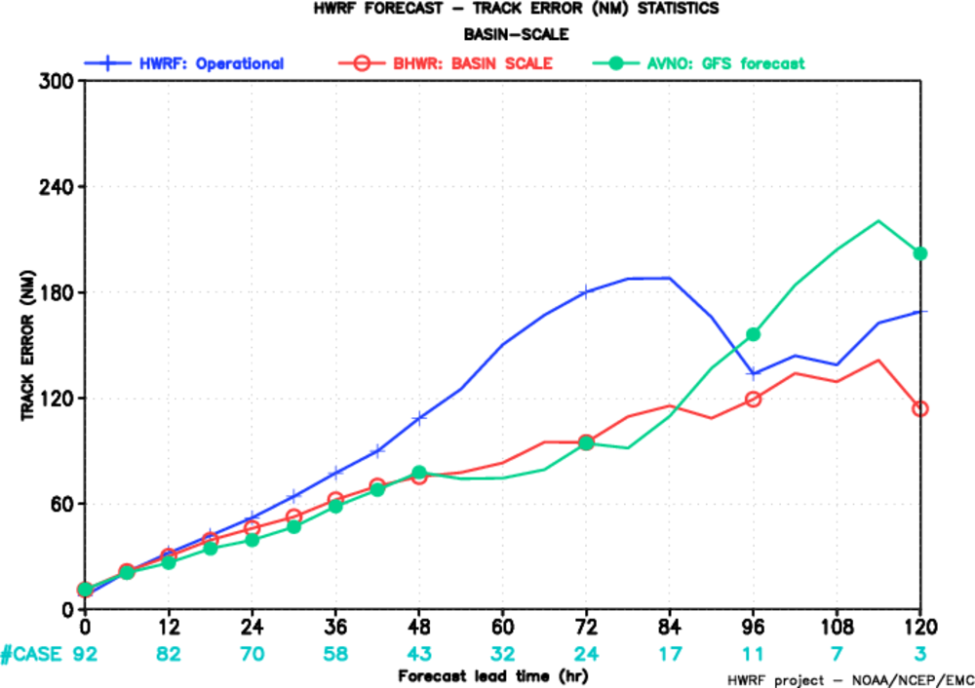 HWRF FORECAST – TRACK ERROR (NM) STATISTICS
BASIN–SCALE
HWRF: Operational BHWR: BASIN SCALE AVNO: GFS forecast
300
240
180
120
60
0
TRACK ERROR (NM)
0 12 24 36 48 60 72 84 96 108 120
#CASE 92 82 70 58 43 32 24 17 11 7 3
Forecast lead time (hr)
HWRF project – NOAA/NCEP/EMC